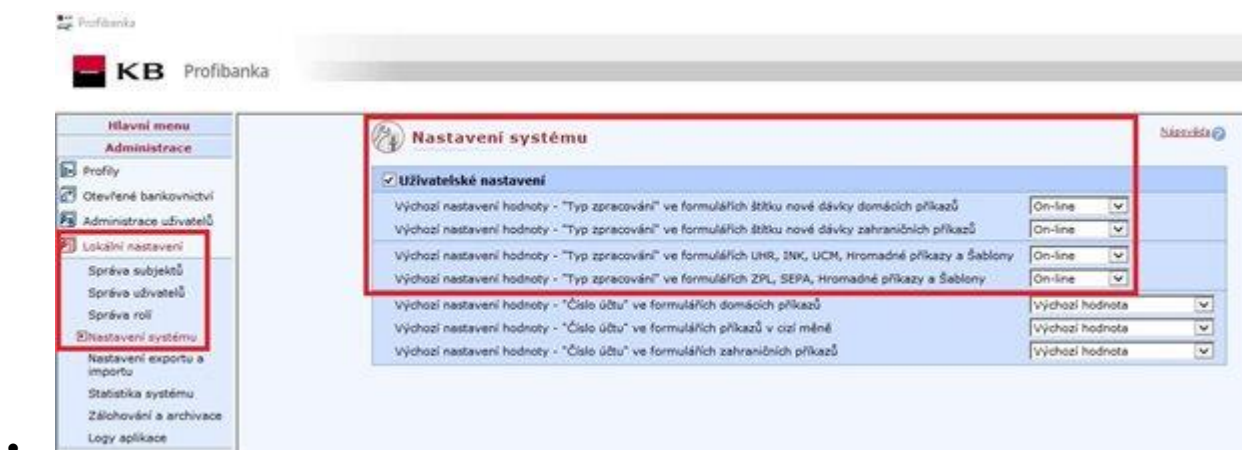 Profibanka
KB Profibanka
Hlavní menu
Administrace
Profily
Otevřené bankovnictví
Administrace uživatelů
Lokální nastavení
Správa subjektů
Správa uživatelů
Správa rolí
Nastavení systému
Nastavení exportu a
importu
Statistika systému
Zálohování a archivace
Logy aplikace
Nastavení systému
Nápověda
Uživatelské nastavení
Výchozí nastavení hodnoty - "Typ zpracování" ve formulářích štítku nové dávky domácích příkazů On-line
Výchozí nastavení hodnoty - "Typ zpracování" ve formulářích štítku nové dávky zahraničních příkazů On-line
Výchozí nastavení hodnoty - "Typ zpracování" ve formulářích UHR, INK, UCM, Hromadné příkazy a Šablony On-line
Výchozí nastavení hodnoty - "Typ zpracování" ve formulářích ZPL, SEPA, Hromadné příkazy a Šablony On-line
Výchozí nastavení hodnoty - "Číslo účtu" ve formulářích domácích příkazů Výchozí hodnota
Výchozí nastavení hodnoty - "Číslo účtu" ve formulářích příkazů v cizí měně Výchozí hodnota
Výchozí nastavení hodnoty - "Číslo účtu" ve formulářích zahraničních příkazů Výchozí hodnota